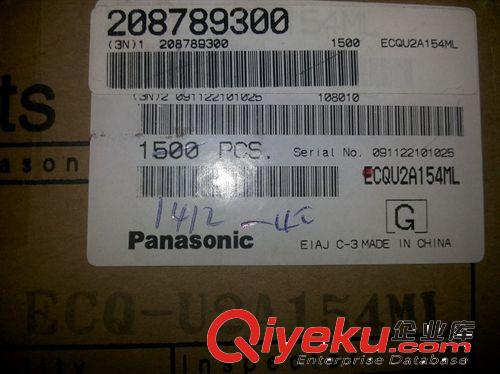 208789300
(3N)1 208789300 1500 ECQU2A154ML
(3N)2 091122101025 108010
1500 PCS. Serial No. 091122101025
ECQU2A154ML
1412
G
Panasonic
EIAJ C-3 MADE IN CHINA
ECQ-U2A154ML
Qiyeku.com 企业库
Enterprise Database